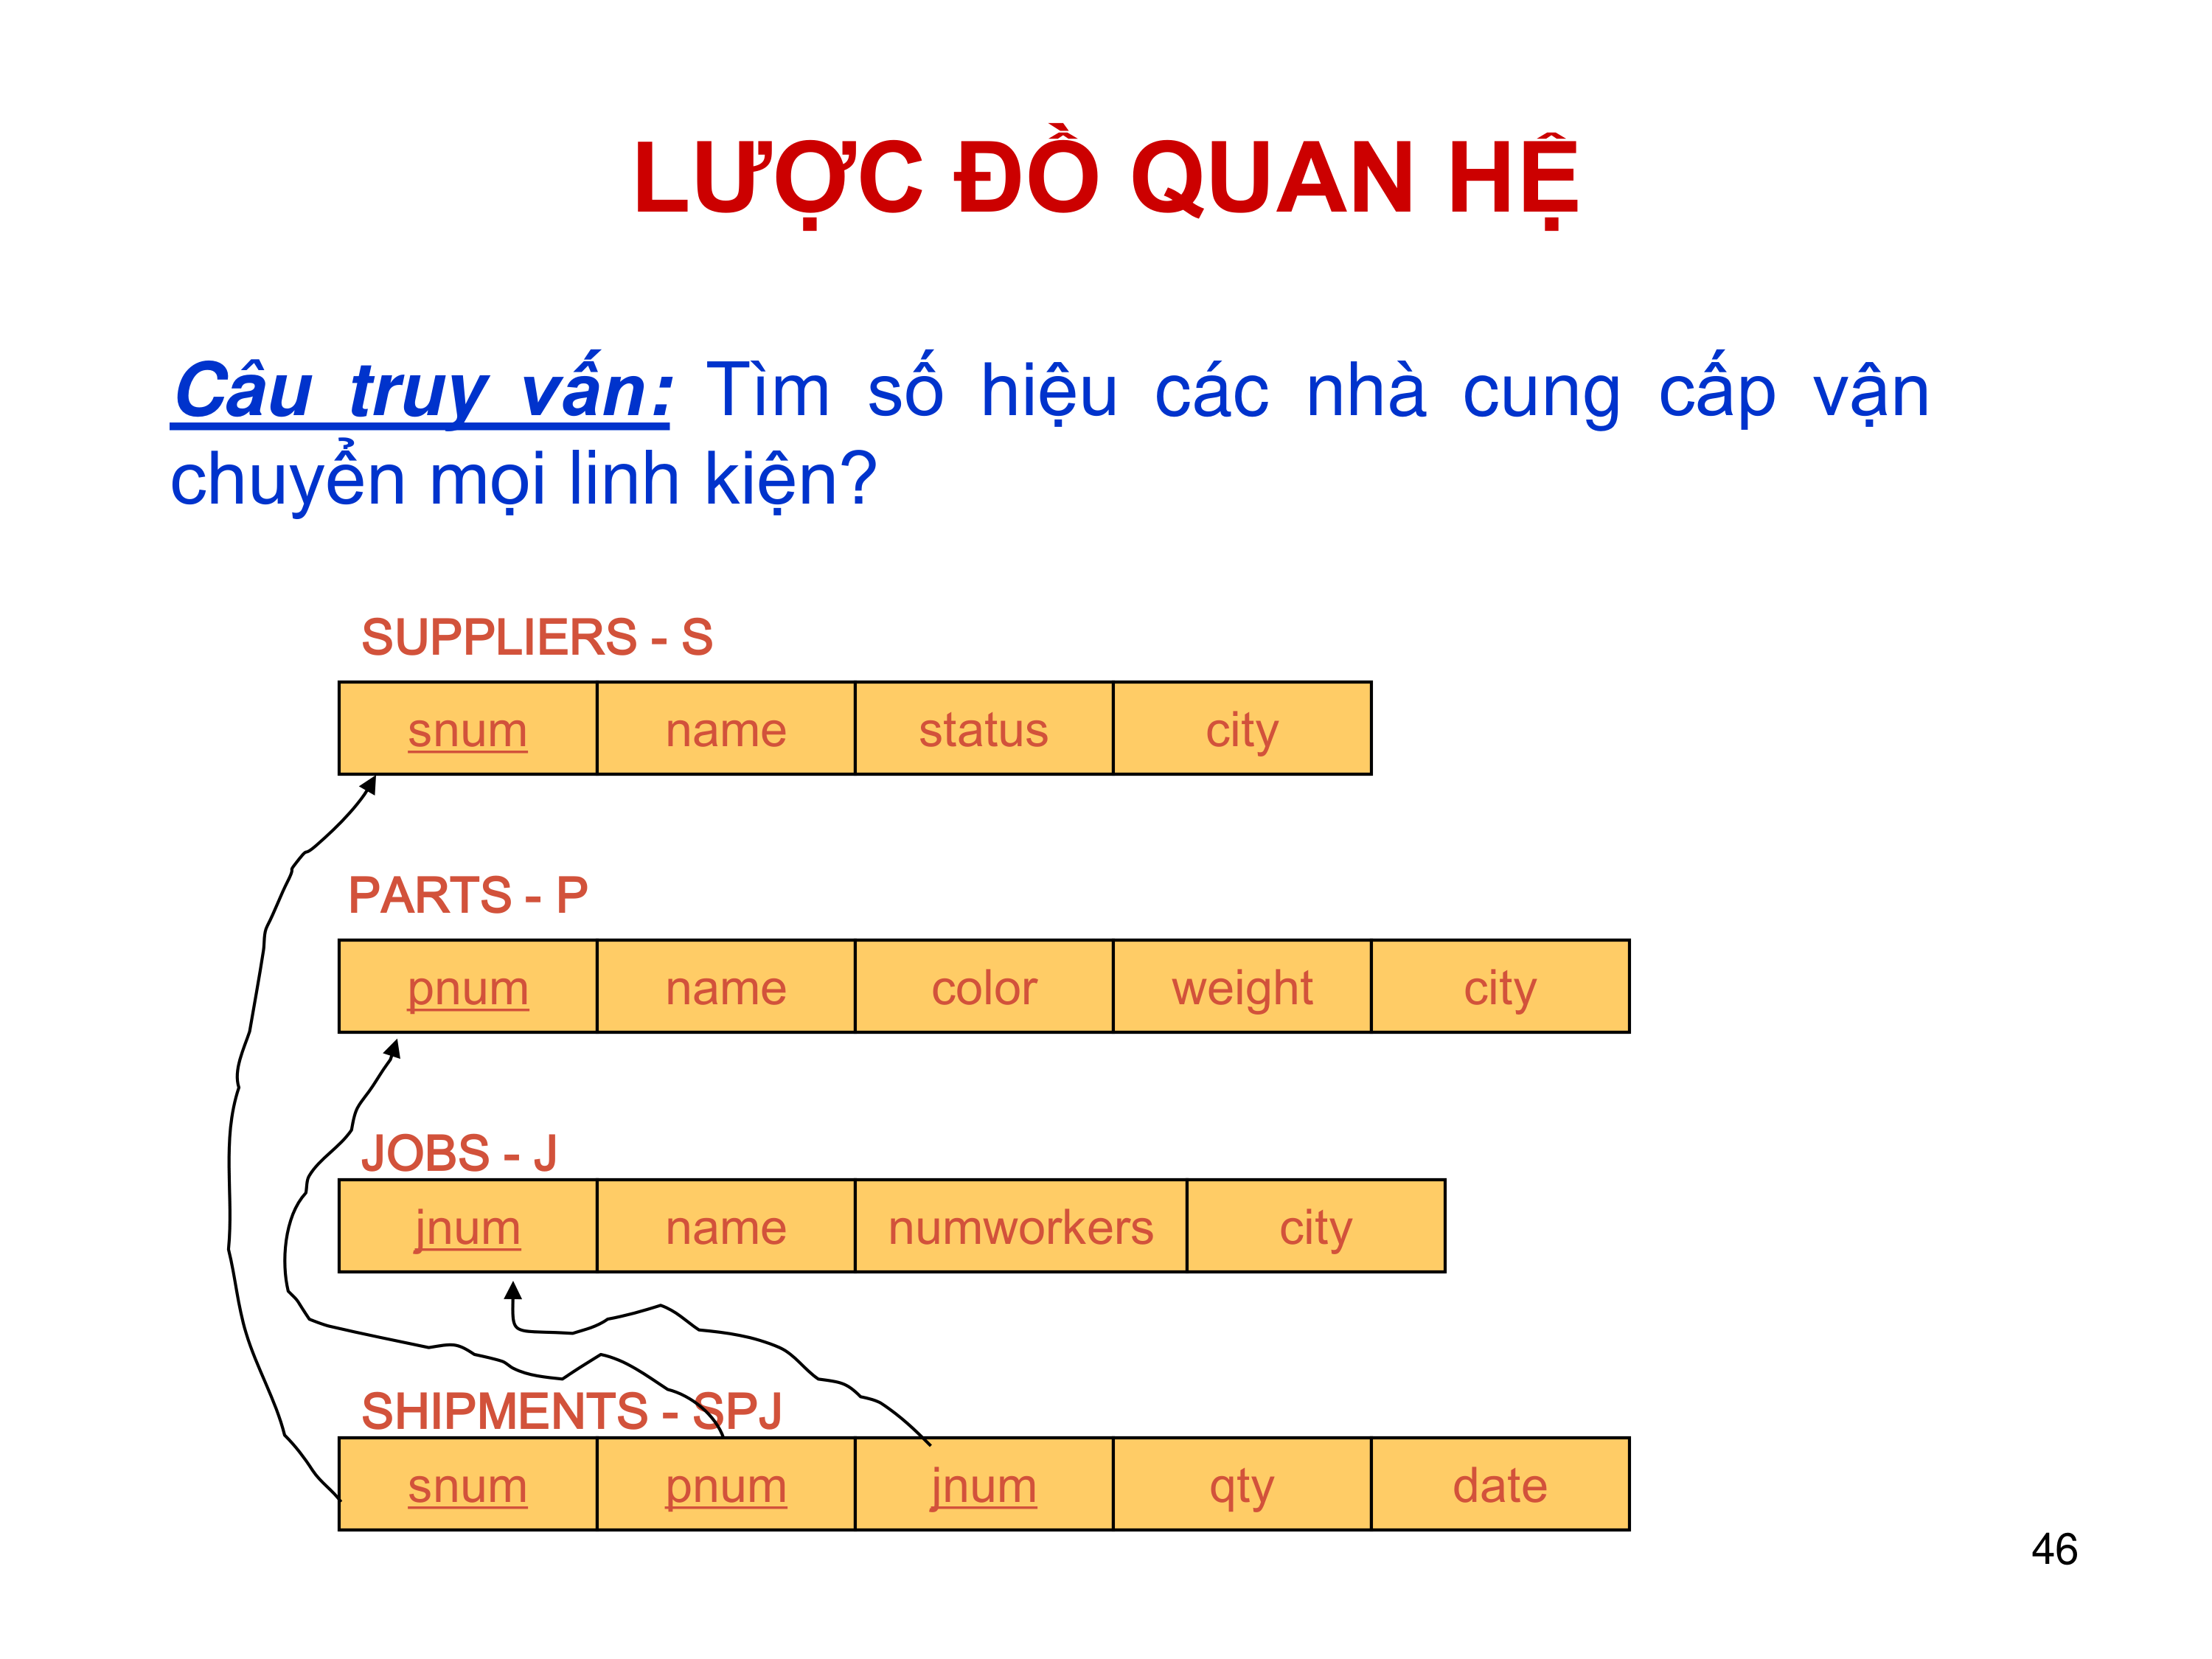 LƯỢC ĐỒ QUAN HỆ
Câu truy vấn: Tìm số hiệu các nhà cung cấp vận
chuyển mọi linh kiện?
SUPPLIERS - S
snum name status city
PARTS - P
pnum name color weight city
JOBS - J
jnum name numworkers city
SHIPMENTS - SPJ
snum pnum jnum qty date
46